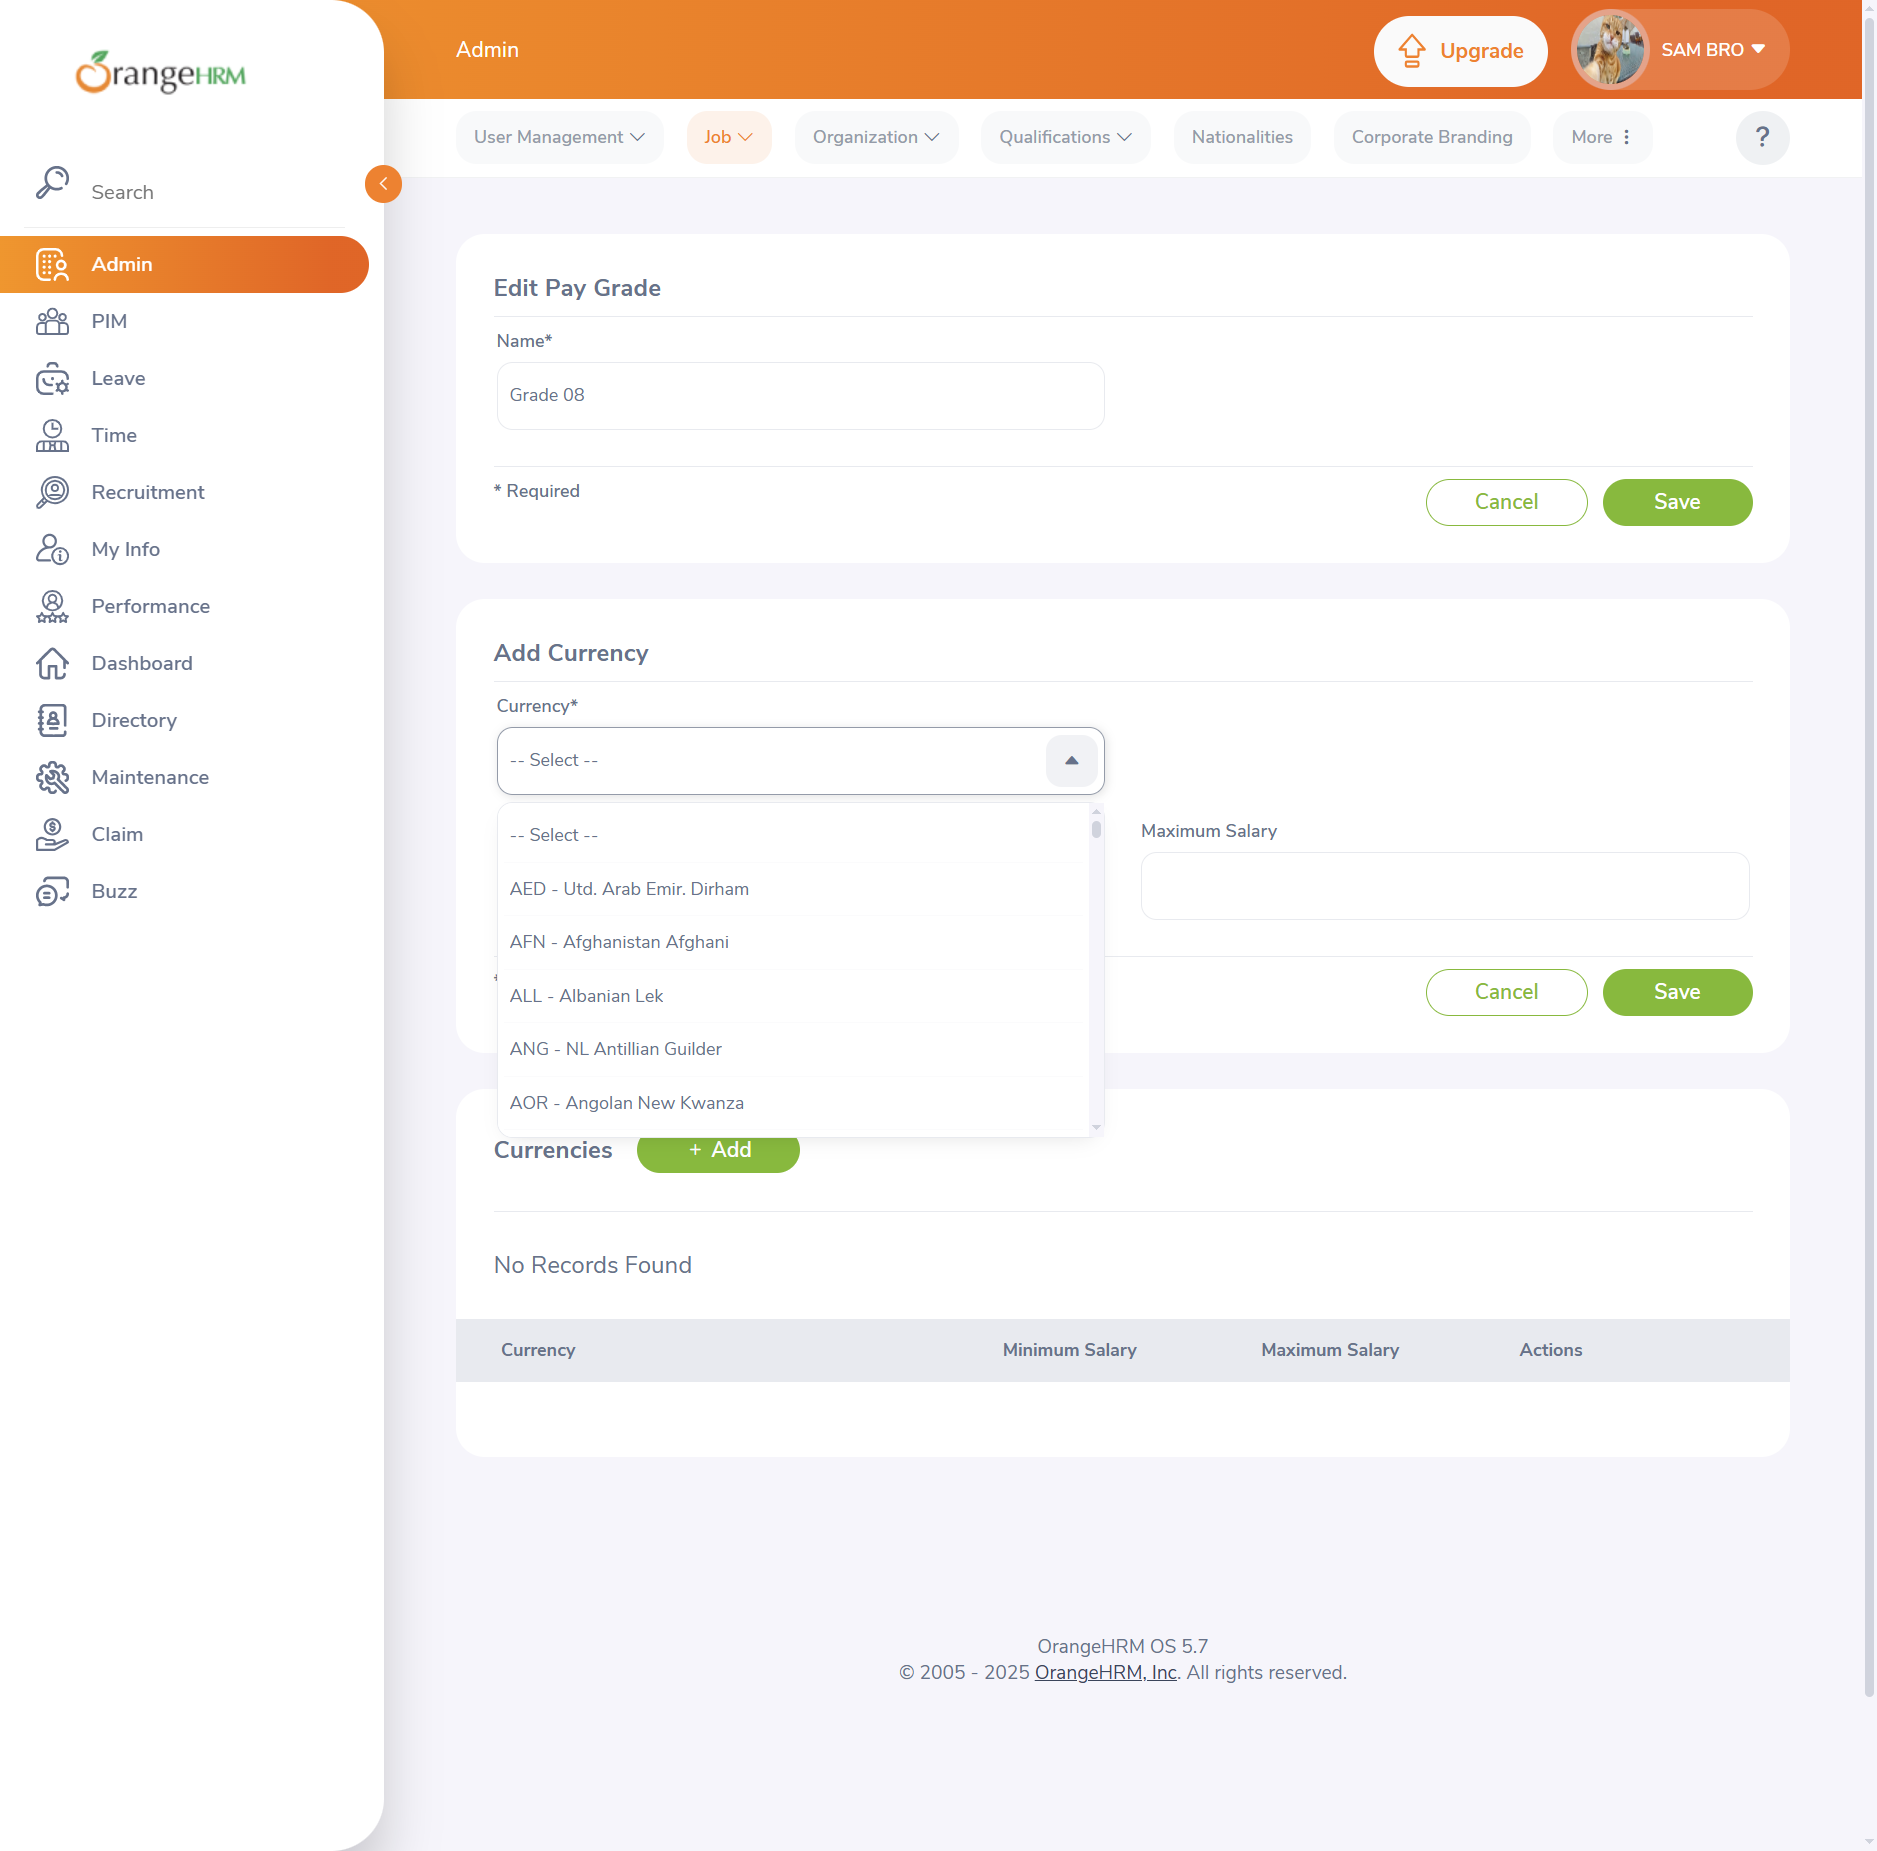 OrangeHRM
Admin
Upgrade
SAM BRO
User Management
Job
Organization
Qualifications
Nationalities
Corporate Branding
More
?
Search
Admin
PIM
Leave
Time
Recruitment
My Info
Performance
Dashboard
Directory
Maintenance
Claim
Buzz
Edit Pay Grade
Name*
Grade 08
* Required
Cancel
Save
Add Currency
Currency*
-- Select --
-- Select --
AED - Utd. Arab Emir. Dirham
AFN - Afghanistan Afghani
ALL - Albanian Lek
ANG - NL Antillian Guilder
AOR - Angolan New Kwanza
Maximum Salary
Cancel
Save
Currencies
+ Add
No Records Found
Currency
Minimum Salary
Maximum Salary
Actions
OrangeHRM OS 5.7
© 2005 - 2025 OrangeHRM, Inc. All rights reserved.